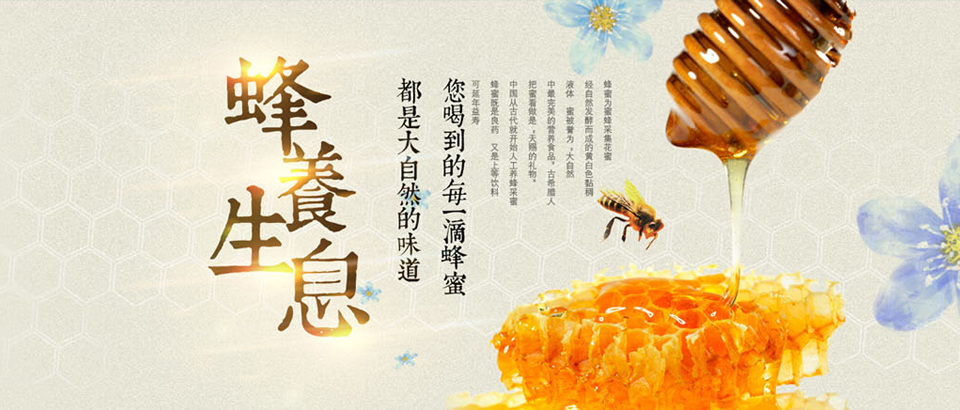 蜂養生息
您喝到的每一滴蜂蜜
都是大自然的味道
蜂蜜为蜜蜂采集花蜜
经自然发酵而成的黄白色黏稠
液体 蜜被誉为，大自然
中最完美的营养食品。古希腊人
把蜜看做是，天赐的礼物。
中国从古代就开始人工养蜂采蜜
蜂蜜既是良药 又是上等饮料
可延年益寿